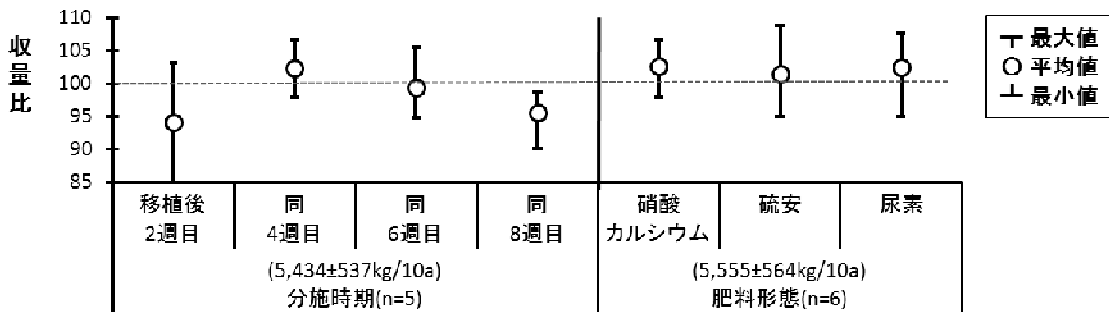 収量比
110
105
100
95
90
85
移植後
2週目
同
4週目
同
6週目
同
8週目
硝酸
カルシウム
硫安
尿素
(5,434±537kg/10a)
分施時期(n=5)
(5,555±564kg/10a)
肥料形態(n=6)
最大値
平均値
最小値